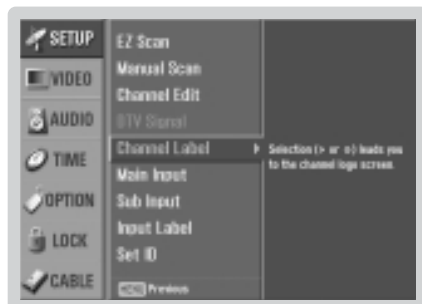 SETUP
VIDEO
AUDIO
TIME
OPTION
LOCK
CABLE
EZ Scan
Manual Scan
Channel Edit
DTV Signal
Channel Label
Main Input
Sub Input
Input Label
Set ID
MENU Previous
Selection (> or ⊙) leads you
to the channel logo screen.